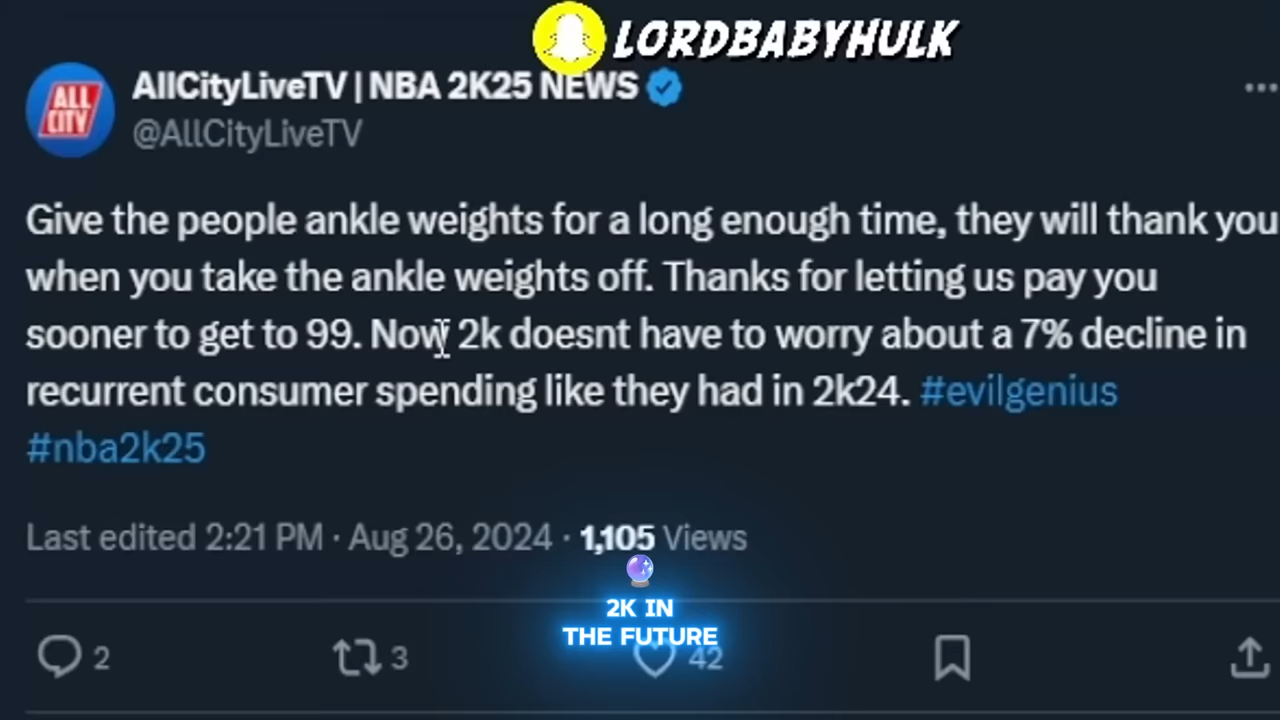 LORDBABYHULK
AllCityLiveTV | NBA 2K25 NEWS
ALL
CITY
@AllCityLiveTV
Give the people ankle weights for a long enough time, they will thank you
when you take the ankle weights off. Thanks for letting us pay you
sooner to get to 99. Now 2k doesnt have to worry about a 7% decline in
recurrent consumer spending like they had in 2k24. #evilgenius
#nba2k25
Last edited 2:21 PM · Aug 26, 2024 · 1,105 Views
2K IN
THE FUTURE
2
3
42